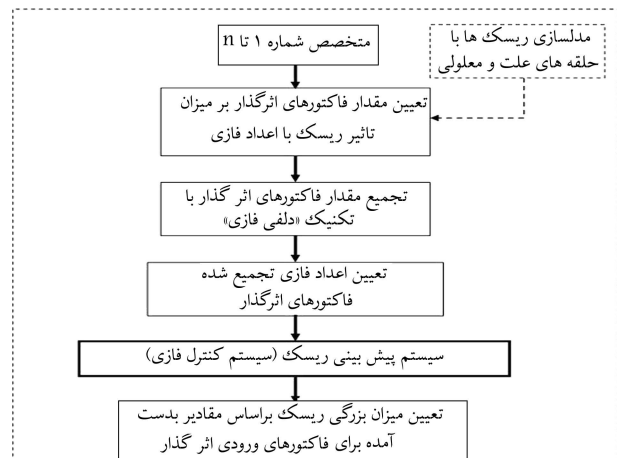 متخصص شماره ۱ تا n
مدلسازی ریسک ها با
حلقه های علت و معلولی
تعیین مقدار فاکتورهای اثرگذار بر میزان
تاثیر ریسک با اعداد فازی
تجمیع مقدار فاکتورهای اثر گذار با
تکنیک «دلفی فازی»
تعیین اعداد فازی تجمیع شده
فاکتورهای اثرگذار
سیستم پیش بینی ریسک (سیستم کنترل فازی)
تعیین میزان بزرگی ریسک براساس مقادیر بدست
آمده برای فاکتورهای ورودی اثر گذار